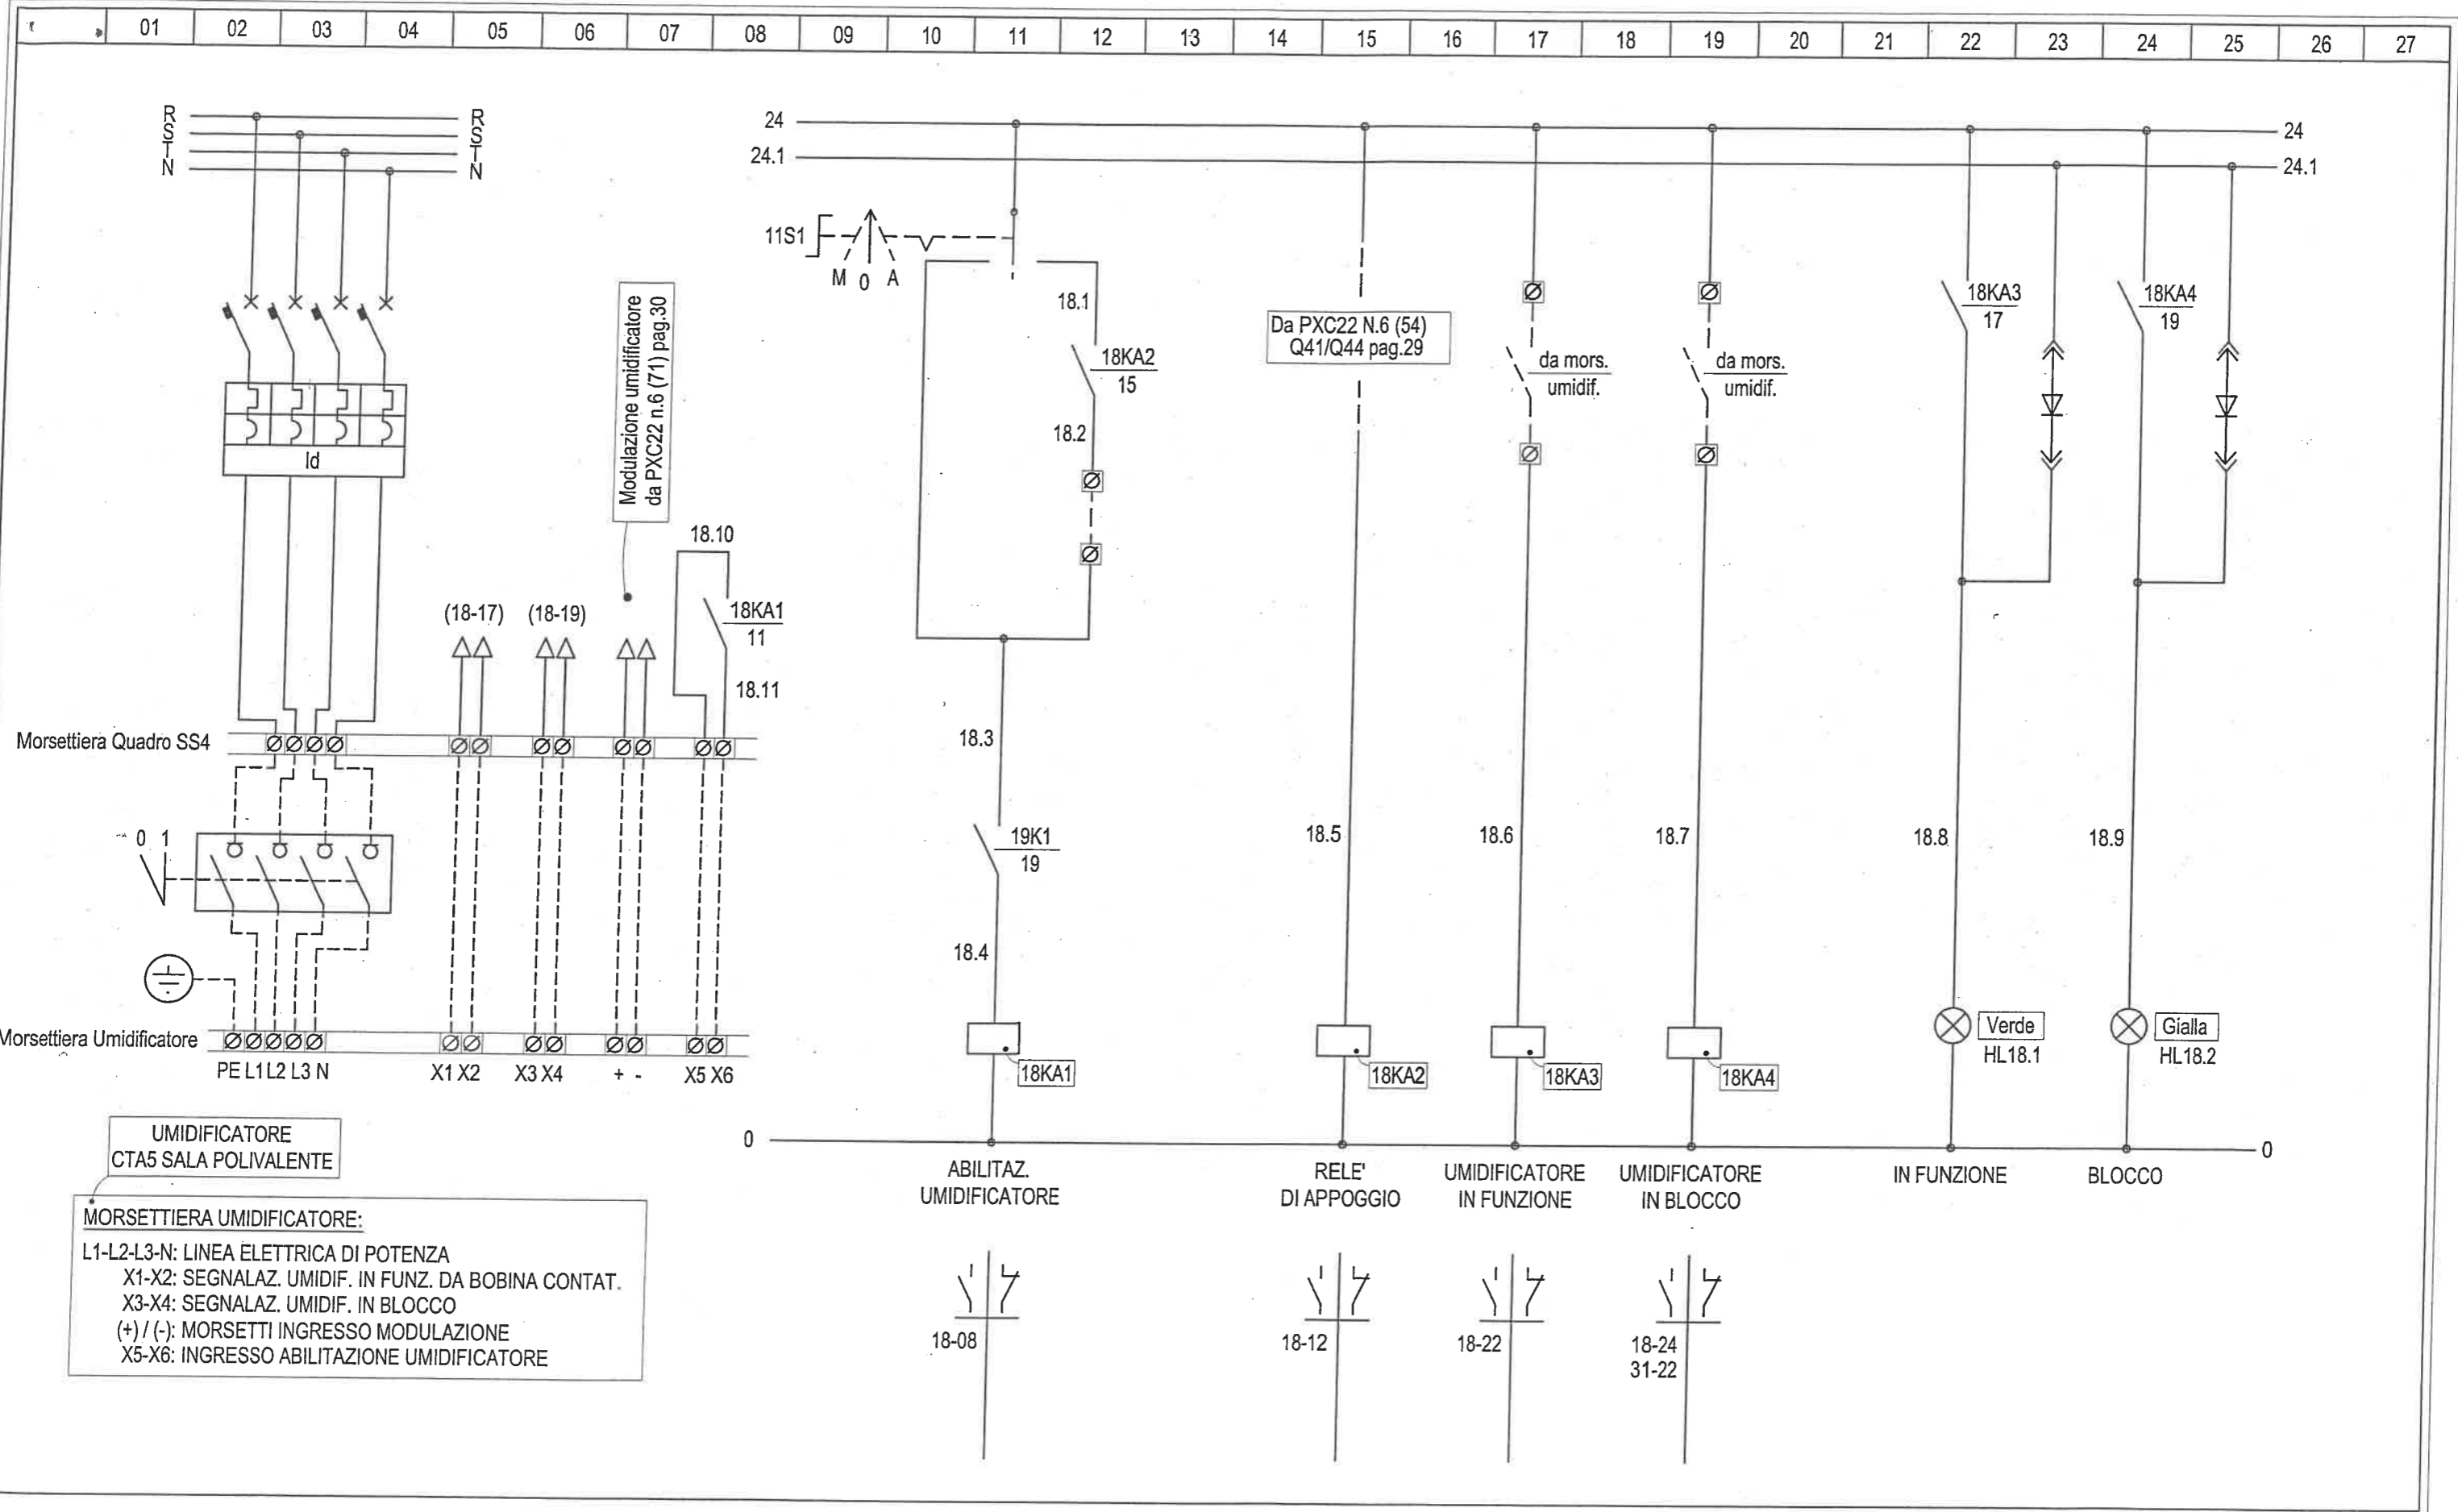 01 02 03 04 05 06 07 08 09 10 11 12 13 14 15 16 17 18 19 20 21 22 23 24 25 26 27
R R
S S
T T
N N
24 24
24.1 24.1
11S1
M 0 A
Modulazione umidificatore
da PXC22 n.6 (71) pag.30
18.1
18KA2
15
18.2
Da PXC22 N.6 (54)
Q41/Q44 pag.29
da mors.
umidif.
da mors.
umidif.
18KA3
17
18KA4
19
Id
18.10
(18-17) (18-19)
18KA1
11
18.11
Morsettiera Quadro SS4
18.3
0 1
19K1
19
18.4
18.5
18.6
18.7
18.8
18.9
Morsettiera Umidificatore
PE L1 L2 L3 N X1 X2 X3 X4 + - X5 X6
18KA1
18KA2
18KA3
18KA4
Verde
HL18.1
Gialla
HL18.2
0 0
ABILITAZ.
UMIDIFICATORE
RELE'
DI APPOGGIO
UMIDIFICATORE
IN FUNZIONE
UMIDIFICATORE
IN BLOCCO
IN FUNZIONE
BLOCCO
UMIDIFICATORE
CTA5 SALA POLIVALENTE
MORSETTIERA UMIDIFICATORE:
L1-L2-L3-N: LINEA ELETTRICA DI POTENZA
X1-X2: SEGNALAZ. UMIDIF. IN FUNZ. DA BOBINA CONTAT.
X3-X4: SEGNALAZ. UMIDIF. IN BLOCCO
(+) / (-): MORSETTI INGRESSO MODULAZIONE
X5-X6: INGRESSO ABILITAZIONE UMIDIFICATORE
18-08
18-12
18-22
18-24
31-22